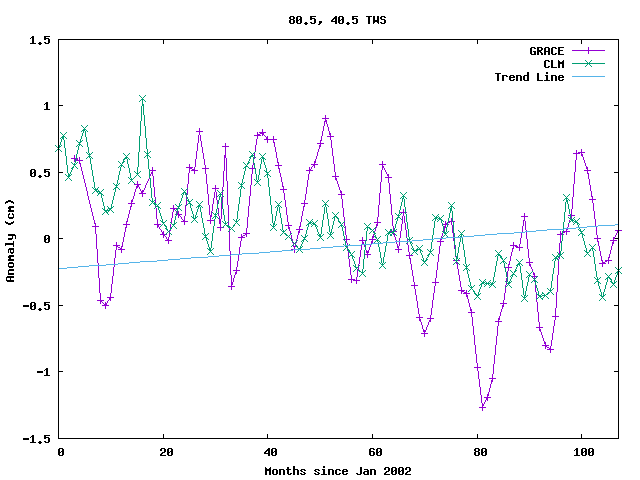 80.5, 40.5 TWS
GRACE
CLM
Trend Line
1.5
1
0.5
0
-0.5
-1
-1.5
Anomaly (cm)
0 20 40 60 80 100
Months since Jan 2002